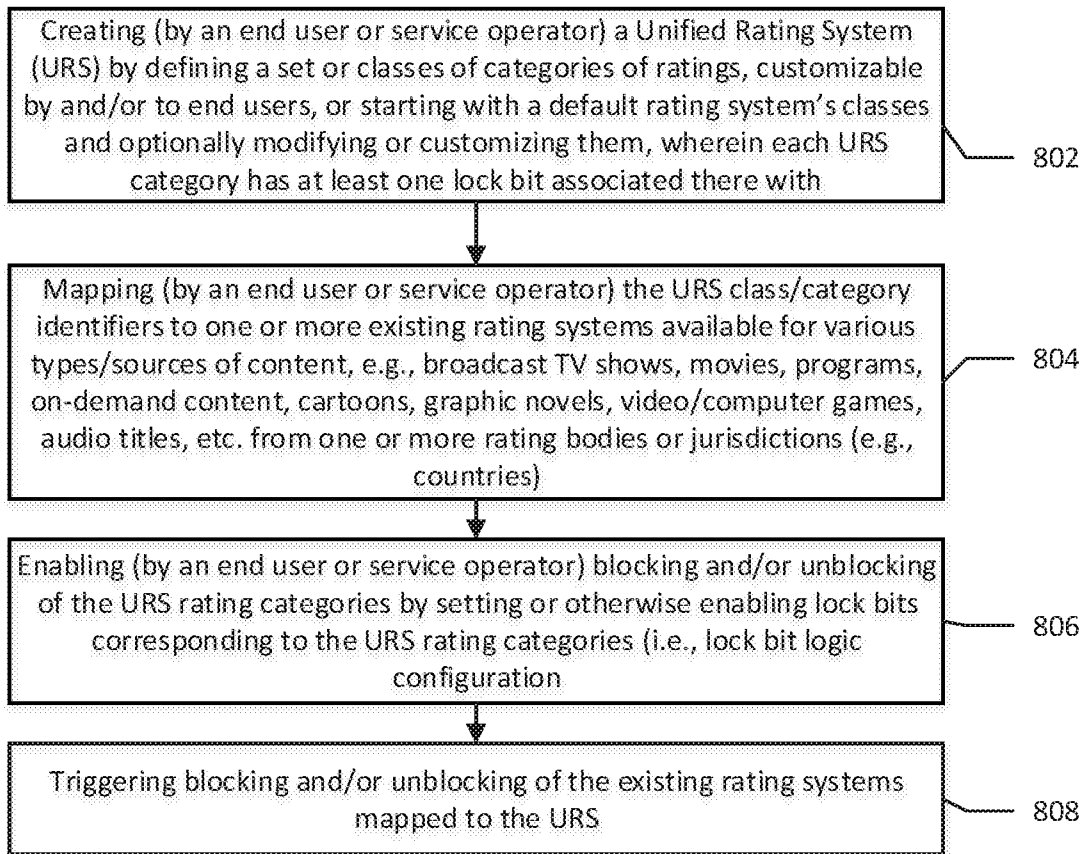 Creating (by an end user or service operator) a Unified Rating System
(URS) by defining a set or classes of categories of ratings, customizable
by and/or to end users, or starting with a default rating system's classes
and optionally modifying or customizing them, wherein each URS
category has at least one lock bit associated there with
802
Mapping (by an end user or service operator) the URS class/category
identifiers to one or more existing rating systems available for various
types/sources of content, e.g., broadcast TV shows, movies, programs,
on-demand content, cartoons, graphic novels, video/computer games,
audio titles, etc. from one or more rating bodies or jurisdictions (e.g.,
countries)
804
Enabling (by an end user or service operator) blocking and/or unblocking
of the URS rating categories by setting or otherwise enabling lock bits
corresponding to the URS rating categories (i.e., lock bit logic
configuration
806
Triggering blocking and/or unblocking of the existing rating systems
mapped to the URS
808